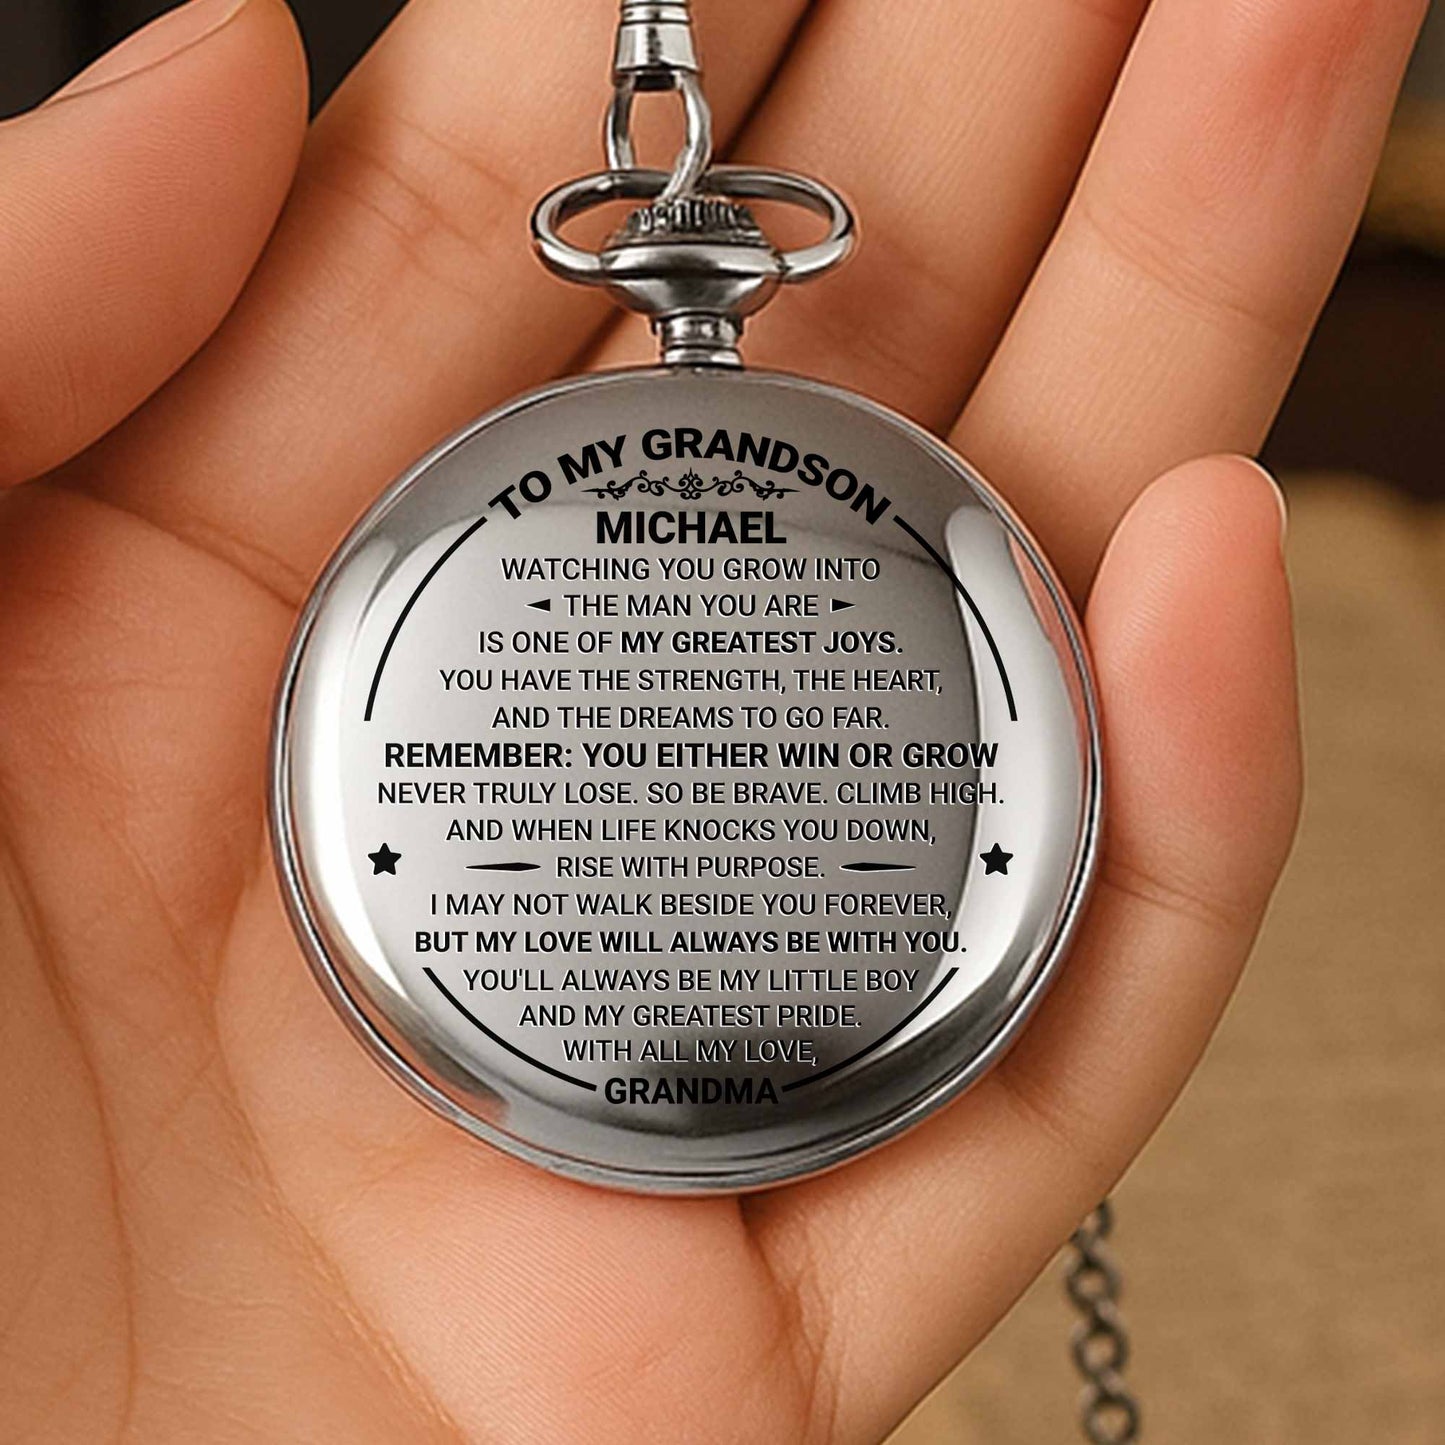 TO MY GRANDSON
MICHAEL
WATCHING YOU GROW INTO
THE MAN YOU ARE
IS ONE OF MY GREATEST JOYS.
YOU HAVE THE STRENGTH, THE HEART,
AND THE DREAMS TO GO FAR.
REMEMBER: YOU EITHER WIN OR GROW
NEVER TRULY LOSE. SO BE BRAVE. CLIMB HIGH.
AND WHEN LIFE KNOCKS YOU DOWN,
RISE WITH PURPOSE.
I MAY NOT WALK BESIDE YOU FOREVER,
BUT MY LOVE WILL ALWAYS BE WITH YOU.
YOU'LL ALWAYS BE MY LITTLE BOY
AND MY GREATEST PRIDE.
WITH ALL MY LOVE,
GRANDMA